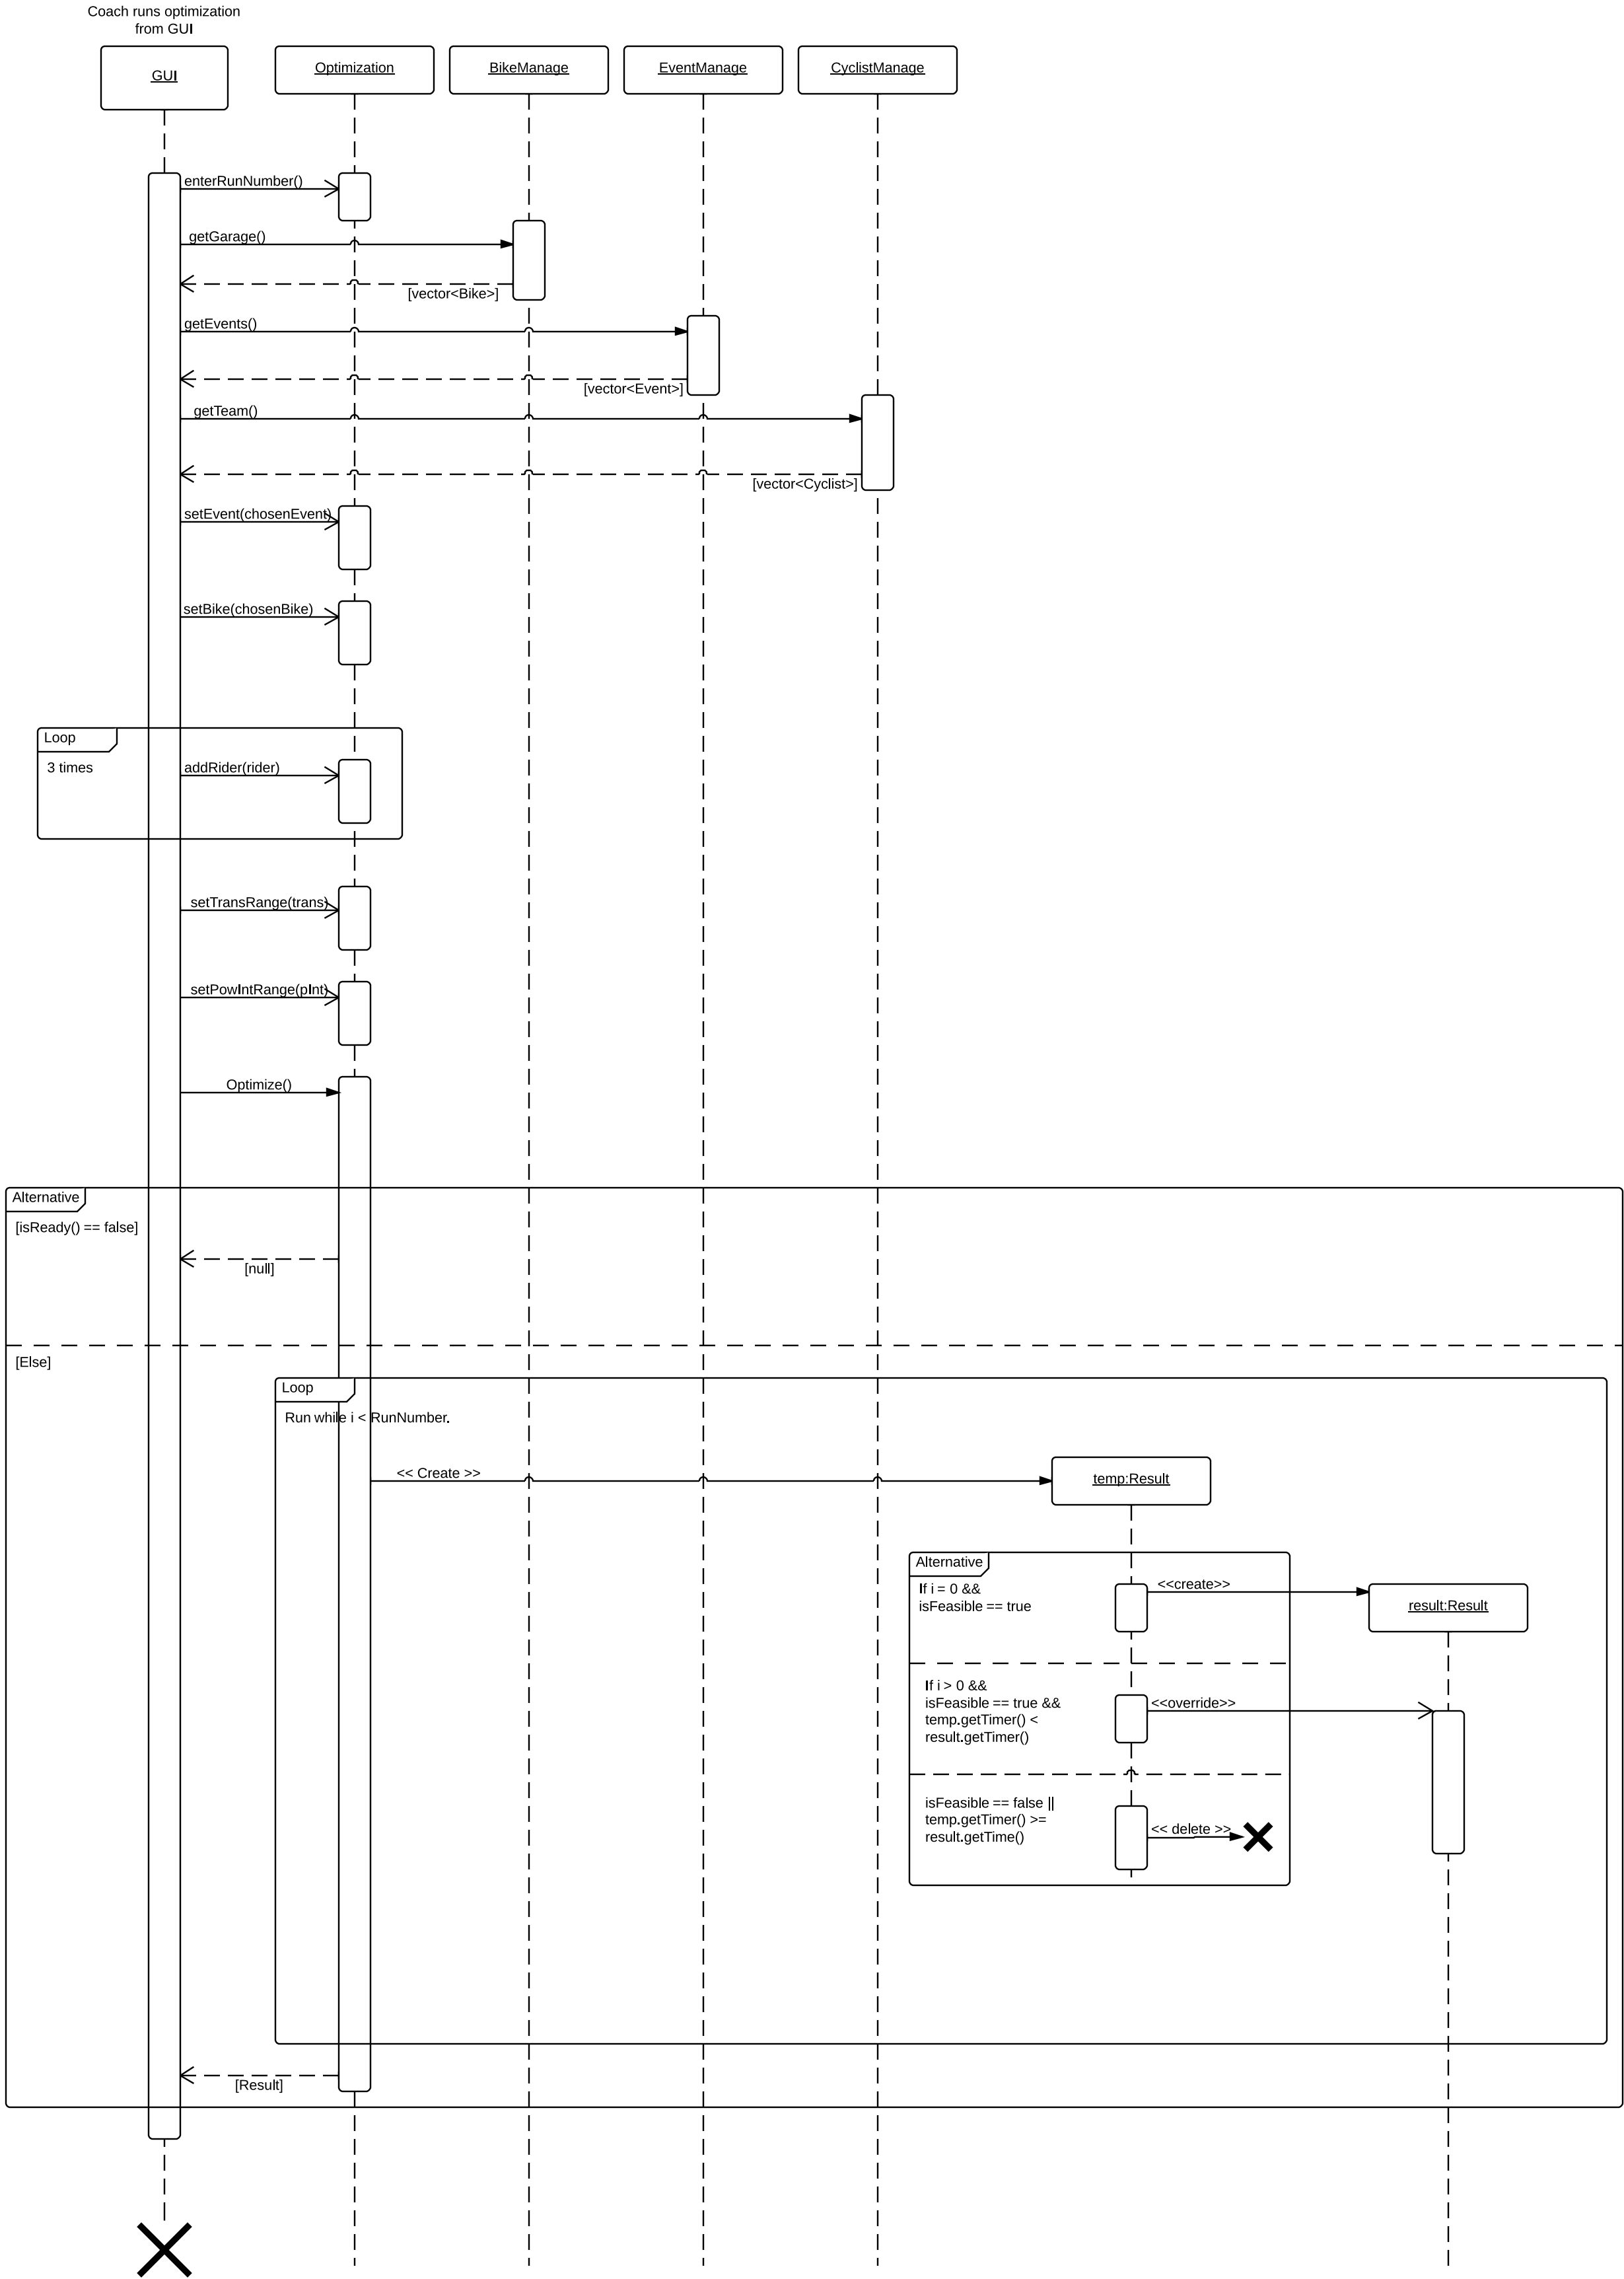 Coach runs optimization
from GUI
GUI
Optimization
BikeManage
EventManage
CyclistManage
enterRunNumber()
getGarage()
[vector<Bike>]
getEvents()
[vector<Event>]
getTeam()
[vector<Cyclist>]
setEvent(chosenEvent)
setBike(chosenBike)
Loop
3 times
addRider(rider)
setTransRange(trans)
setPowIntRange(pInt)
Optimize()
Alternative
[isReady() == false]
[null]
[Else]
Loop
Run while i < RunNumber.
<< Create >>
temp:Result
Alternative
If i = 0 &&
isFeasible == true
<<create>>
result:Result
If i > 0 &&
isFeasible == true &&
temp.getTimer() <
result.getTimer()
<<override>>
isFeasible == false ||
temp.getTimer() >=
result.getTime()
<< delete >>
[Result]